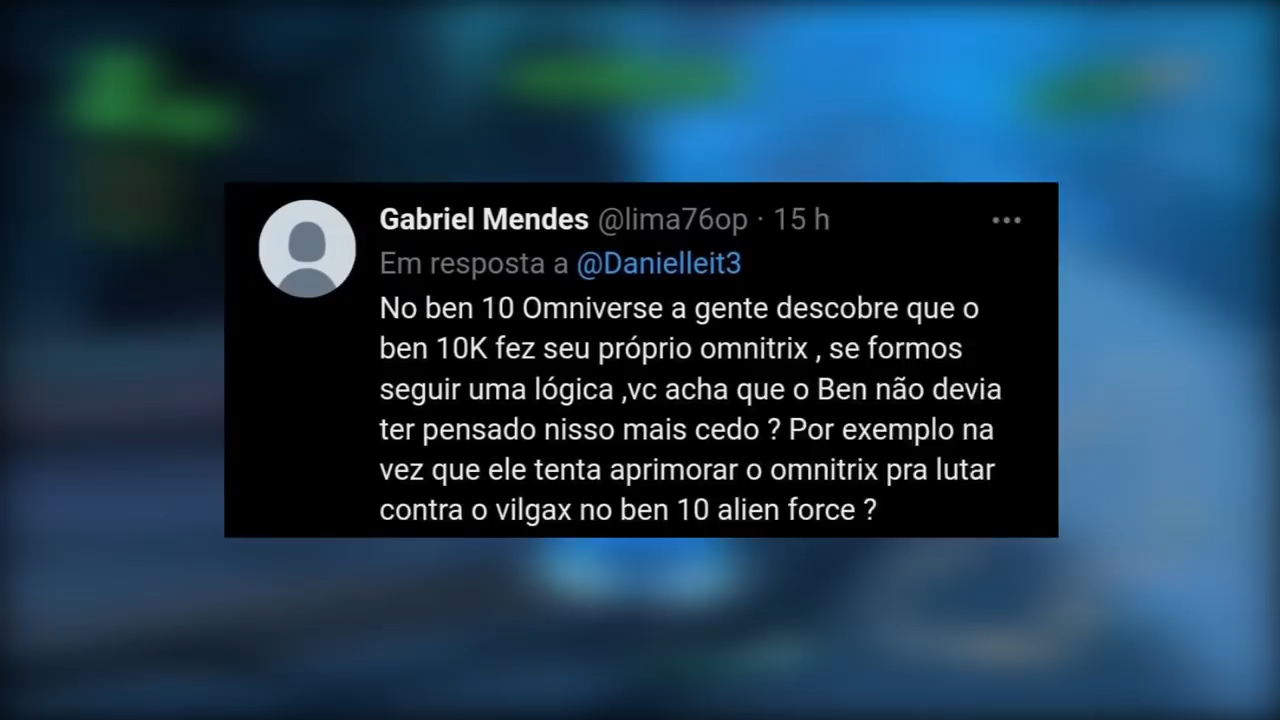 Gabriel Mendes @lima76op · 15 h
Em resposta a @Danielleit3
No ben 10 Omniverse a gente descobre que o
ben 10K fez seu próprio omnitrix , se formos
seguir uma lógica ,vc acha que o Ben não devia
ter pensado nisso mais cedo ? Por exemplo na
vez que ele tenta aprimorar o omnitrix pra lutar
contra o vilgax no ben 10 alien force ?